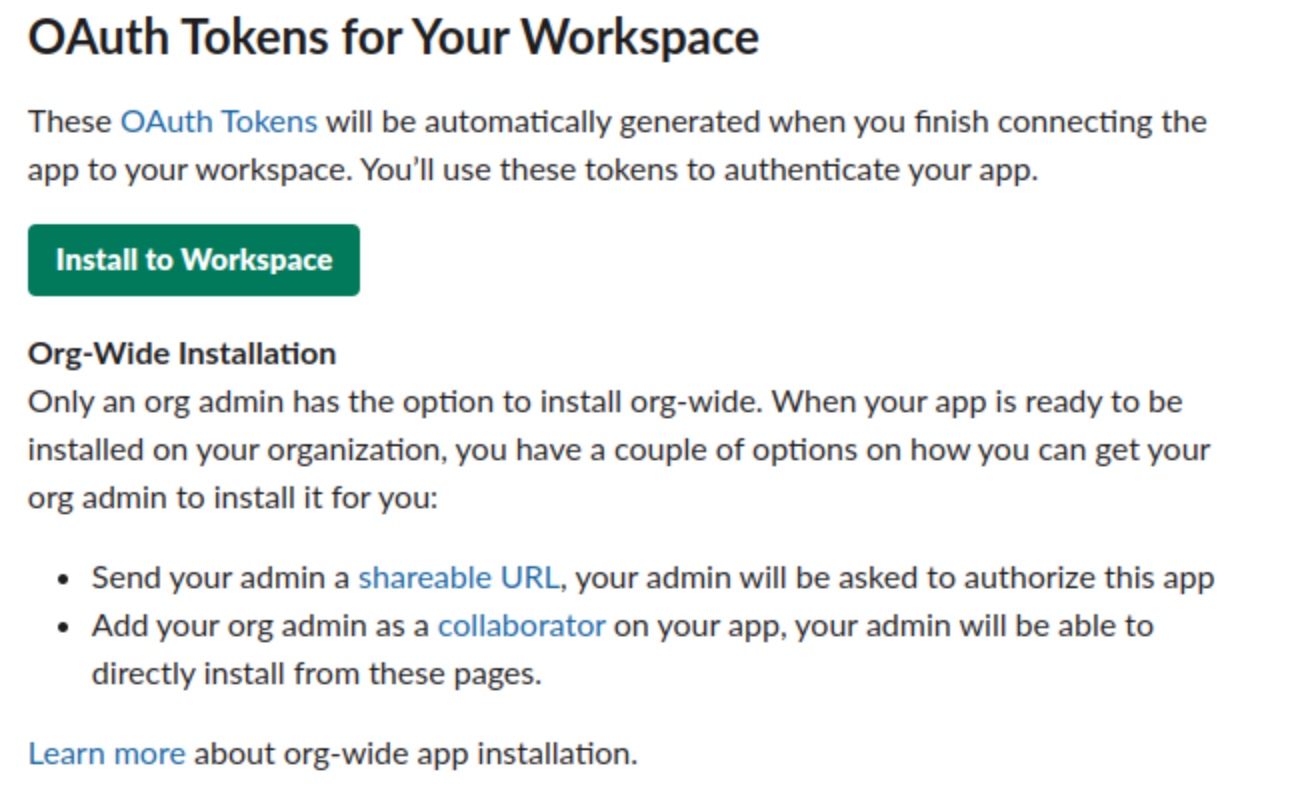 OAuth Tokens for Your Workspace
These OAuth Tokens will be automatically generated when you finish connecting the
app to your workspace. You’ll use these tokens to authenticate your app.
Install to Workspace
Org-Wide Installation
Only an org admin has the option to install org-wide. When your app is ready to be
installed on your organization, you have a couple of options on how you can get your
org admin to install it for you:
• Send your admin a shareable URL, your admin will be asked to authorize this app
• Add your org admin as a collaborator on your app, your admin will be able to
directly install from these pages.
Learn more about org-wide app installation.